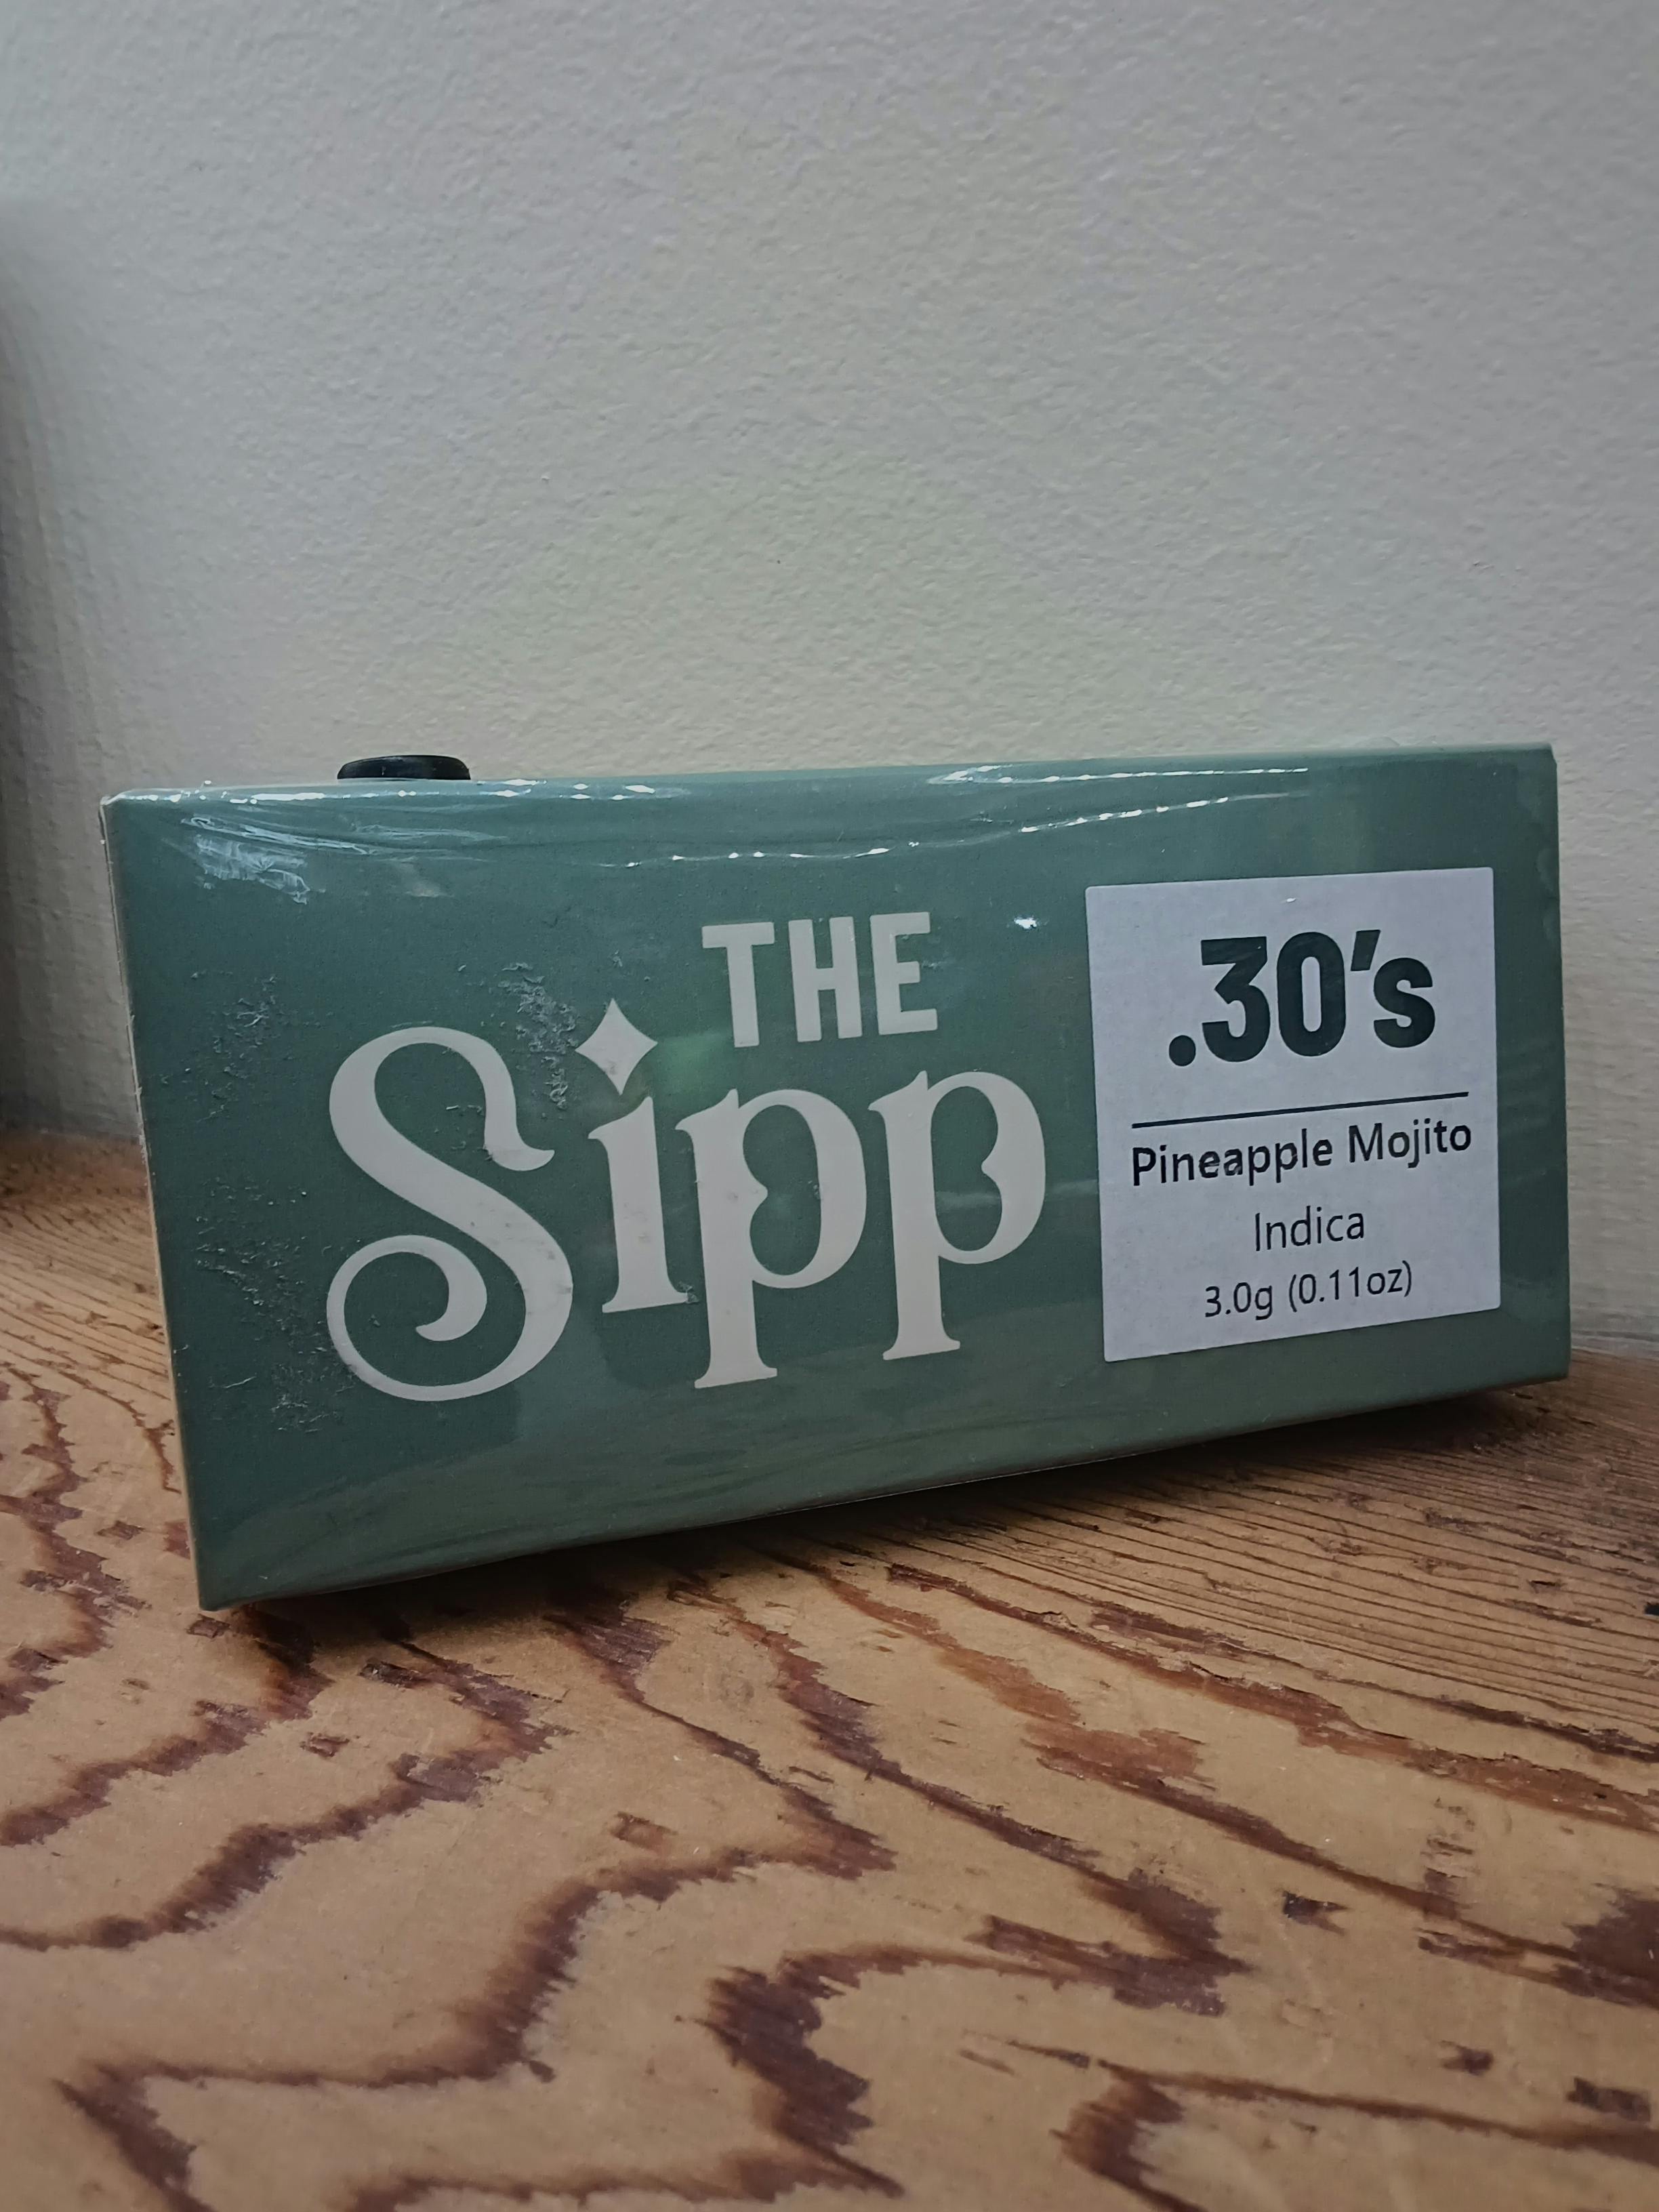 THE
Sipp
.30's
Pineapple Mojito
Indica
3.0g (0.11oz)